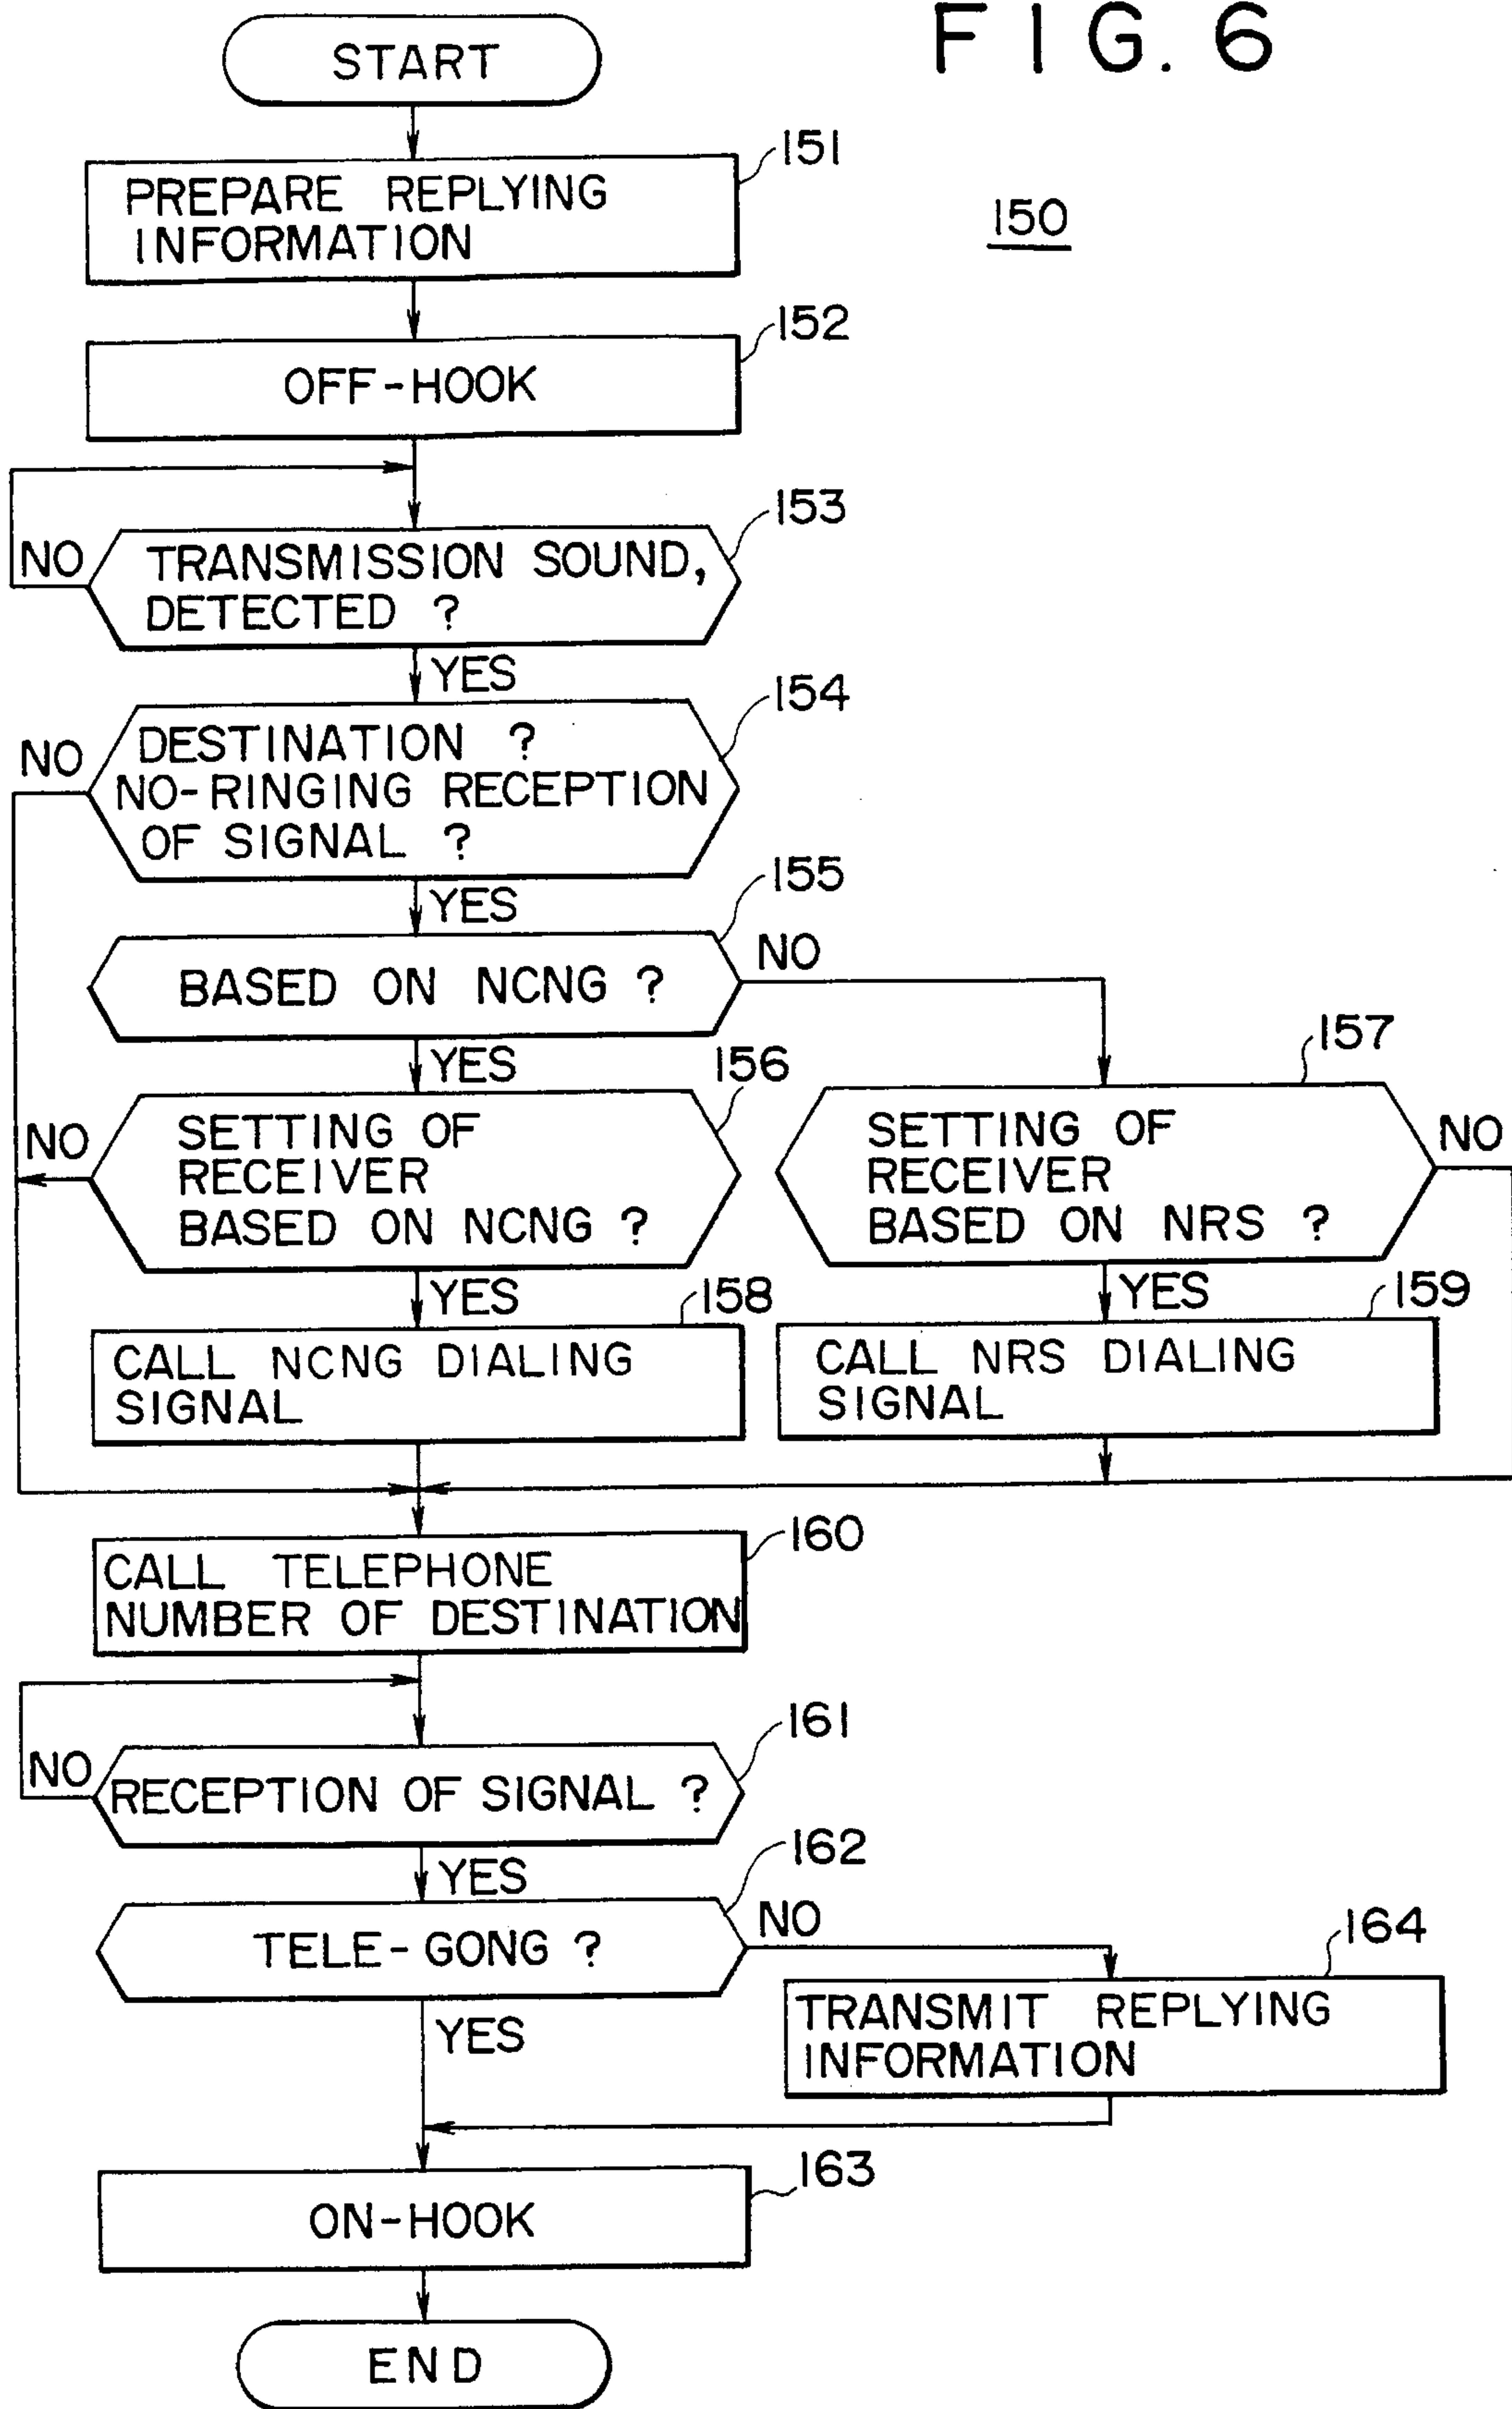 FIG. 6
START
151
PREPARE REPLYING
INFORMATION
150
152
OFF-HOOK
153
NO
TRANSMISSION SOUND,
DETECTED ?
YES
154
NO
DESTINATION ?
NO-RINGING RECEPTION
OF SIGNAL ?
YES
155
NO
BASED ON NCNG ?
YES
156
157
NO
SETTING OF
RECEIVER
BASED ON NCNG ?
SETTING OF
RECEIVER
BASED ON NRS ?
NO
YES
158
YES
159
CALL NCNG DIALING
SIGNAL
CALL NRS DIALING
SIGNAL
160
CALL TELEPHONE
NUMBER OF DESTINATION
161
NO
RECEPTION OF SIGNAL ?
YES
162
TELE-GONG ?
NO
164
YES
TRANSMIT REPLYING
INFORMATION
163
ON-HOOK
END